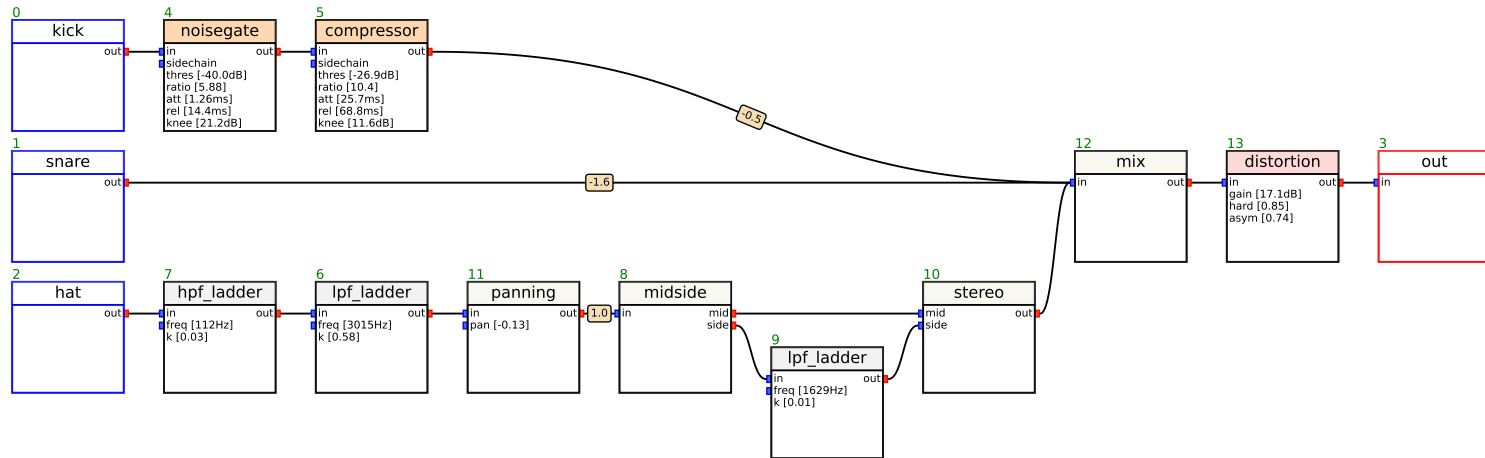 0
kick
out
4
noisegate
in out
sidechain
thres [-40.0dB]
ratio [5.88]
att [1.26ms]
rel [14.4ms]
knee [21.2dB]
5
compressor
in out
sidechain
thres [-26.9dB]
ratio [10.4]
att [25.7ms]
rel [68.8ms]
knee [11.6dB]
-0.5
1
snare
out
-1.6
12
mix
in out
13
distortion
in out
gain [17.1dB]
hard [0.85]
asym [0.74]
3
out
in
2
hat
out
7
hpf_ladder
in out
freq [112Hz]
k [0.03]
6
lpf_ladder
in out
freq [3015Hz]
k [0.58]
11
panning
in out
pan [-0.13]
1.0
8
midside
in mid
side
9
lpf_ladder
in out
freq [1629Hz]
k [0.01]
10
stereo
mid out
side